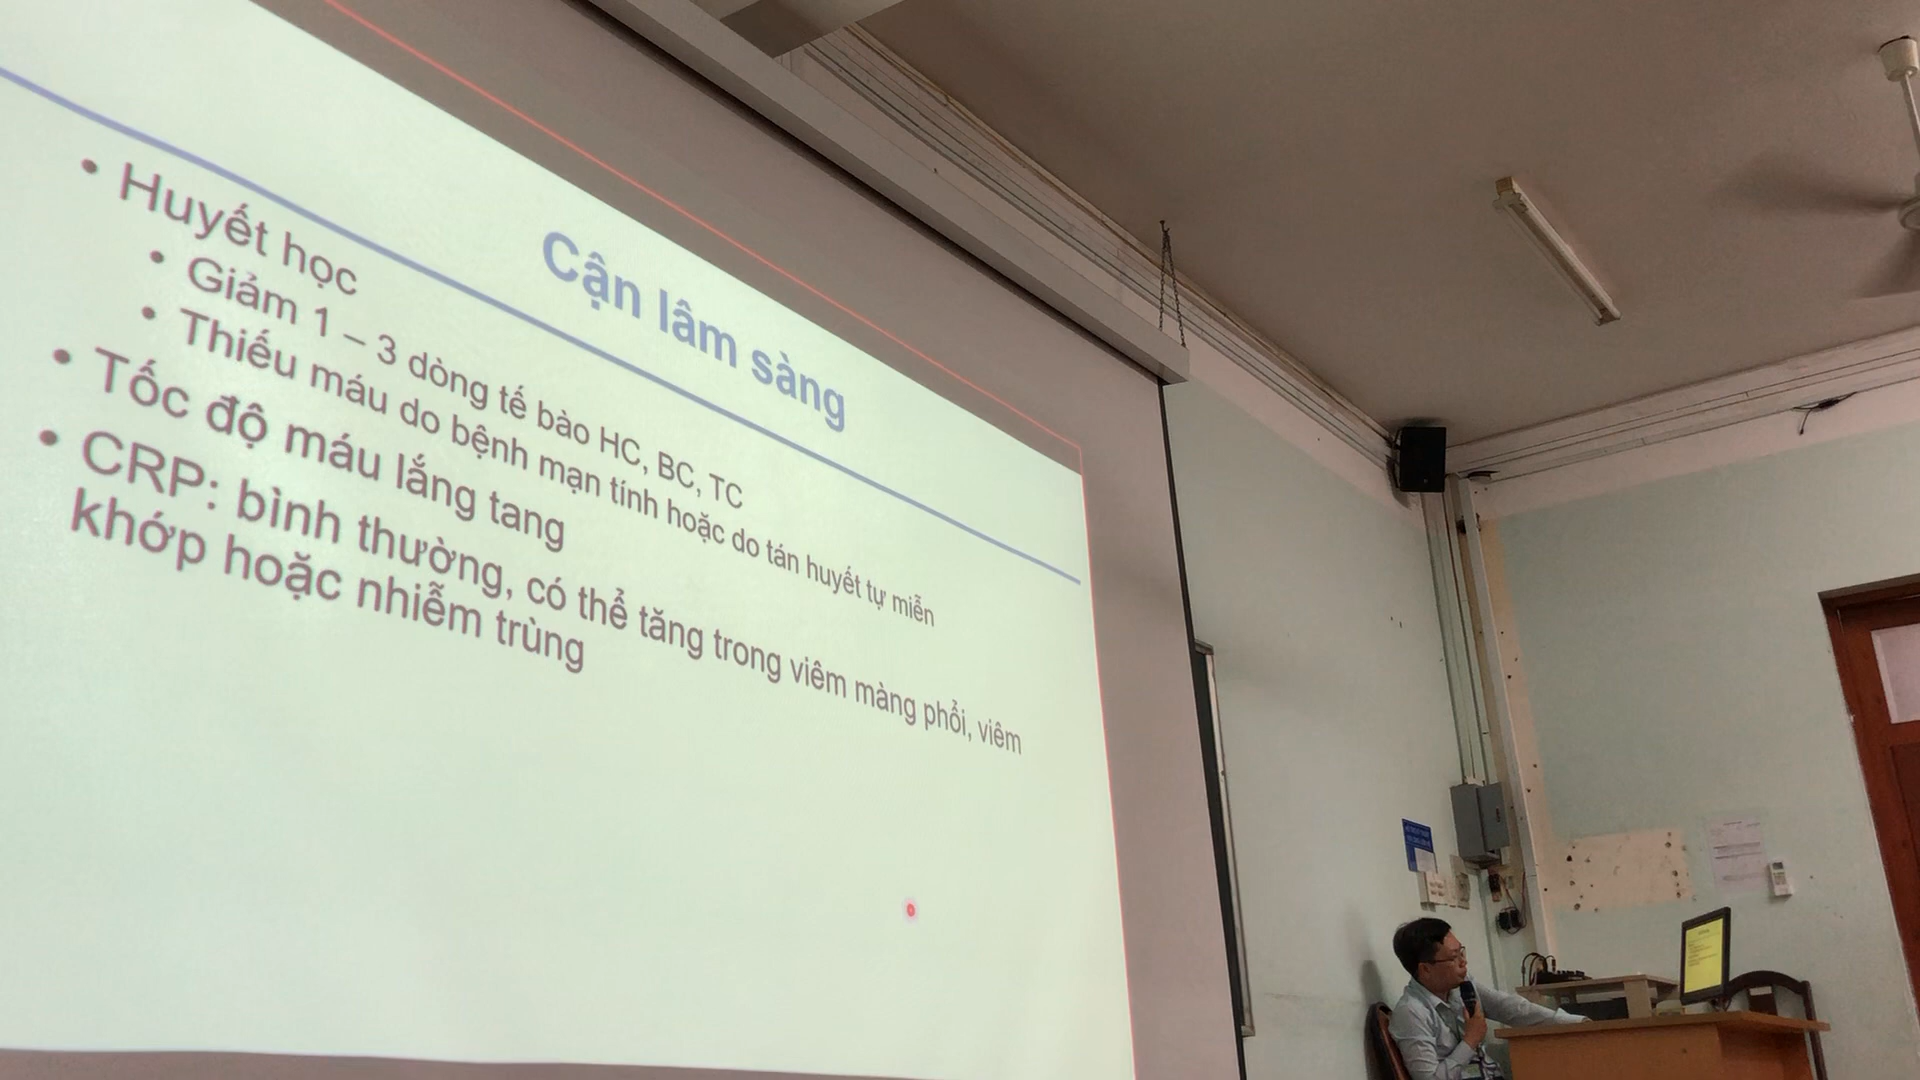 Cận lâm sàng
• Huyết học
• Giảm 1 – 3 dòng tế bào HC, BC, TC
• Thiếu máu do bệnh mạn tính hoặc do tán huyết tự miễn
• Tốc độ máu lắng tang
• CRP: bình thường, có thể tăng trong viêm màng phổi, viêm
khớp hoặc nhiễm trùng